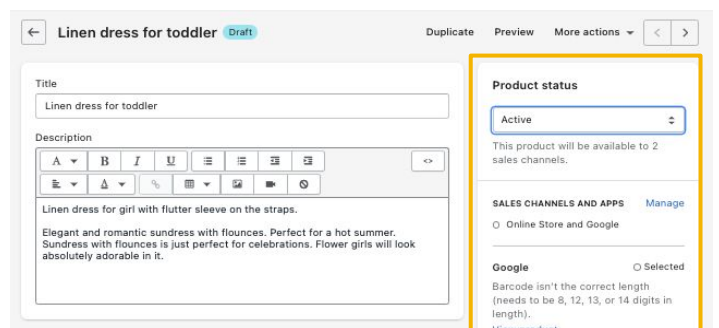 Linen dress for toddler Draft
Duplicate Preview More actions
Title
Linen dress for toddler
Description
A B I U
A
<>
Linen dress for girl with flutter sleeve on the straps.
Elegant and romantic sundress with flounces. Perfect for a hot summer.
Sundress with flounces is just perfect for celebrations. Flower girls will look
absolutely adorable in it.
Product status
Active
This product will be available to 2
sales channels.
SALES CHANNELS AND APPS Manage
Online Store and Google
Google Selected
Barcode isn't the correct length
(needs to be 8, 12, 13, or 14 digits in
length).